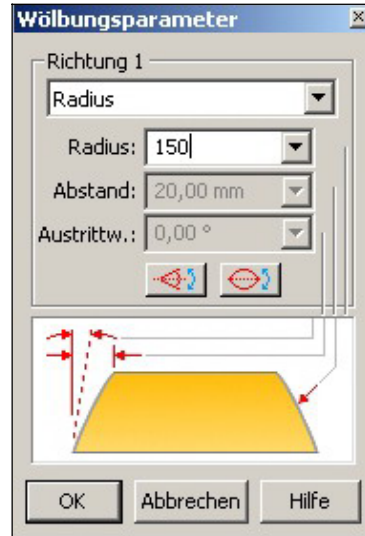 Wölbungsparameter
Richtung 1
Radius
Radius: 150
Abstand: 20,00 mm
Austrittw.: 0,00 °
OK Abbrechen Hilfe